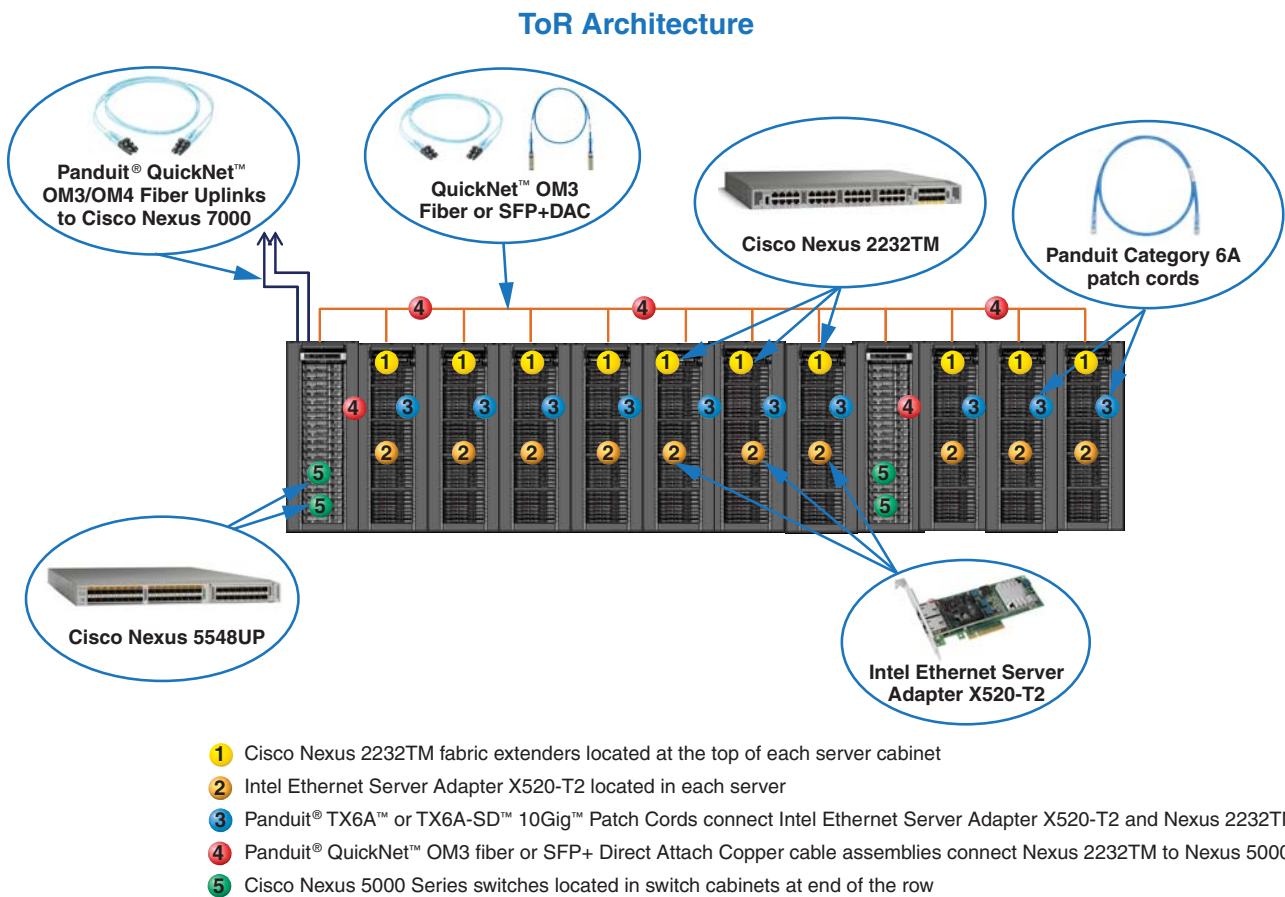 ToR Architecture
Panduit® QuickNet™
OM3/OM4 Fiber Uplinks
to Cisco Nexus 7000
QuickNet™ OM3
Fiber or SFP+DAC
Cisco Nexus 2232TM
Panduit Category 6A
patch cords
4 4 4
1 1 1 1 1 1 1 1 1 1
4 3 3 3 3 3 3 3 4 3 3 3
2 2 2 2 2 2 2 2 2 2
5 5
5 5
Cisco Nexus 5548UP
Intel Ethernet Server
Adapter X520-T2
1 Cisco Nexus 2232TM fabric extenders located at the top of each server cabinet
2 Intel Ethernet Server Adapter X520-T2 located in each server
3 Panduit® TX6A™ or TX6A-SD™ 10Gig™ Patch Cords connect Intel Ethernet Server Adapter X520-T2 and Nexus 2232T
4 Panduit® QuickNet™ OM3 fiber or SFP+ Direct Attach Copper cable assemblies connect Nexus 2232TM to Nexus 5000
5 Cisco Nexus 5000 Series switches located in switch cabinets at end of the row